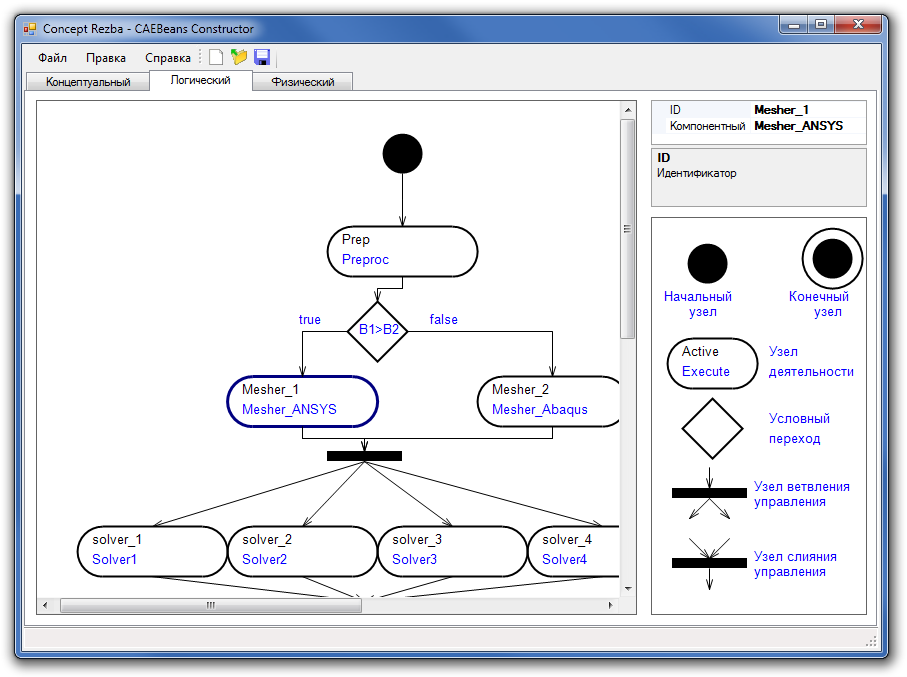 Concept Rezba - CAEBeans Constructor
Файл Правка Справка
Концептуальный Логический Физический
Prep
Preproc
true
B1>B2
false
Mesher_1
Mesher_ANSYS
Mesher_2
Mesher_Abaqus
solver_1
Solver1
solver_2
Solver2
solver_3
Solver3
solver_4
Solver4
ID Mesher_1
Компонентный Mesher_ANSYS
ID
Идентификатор
Начальный
узел
Конечный
узел
Active
Execute
Узел
деятельности
Условный
переход
Узел ветвления
управления
Узел слияния
управления